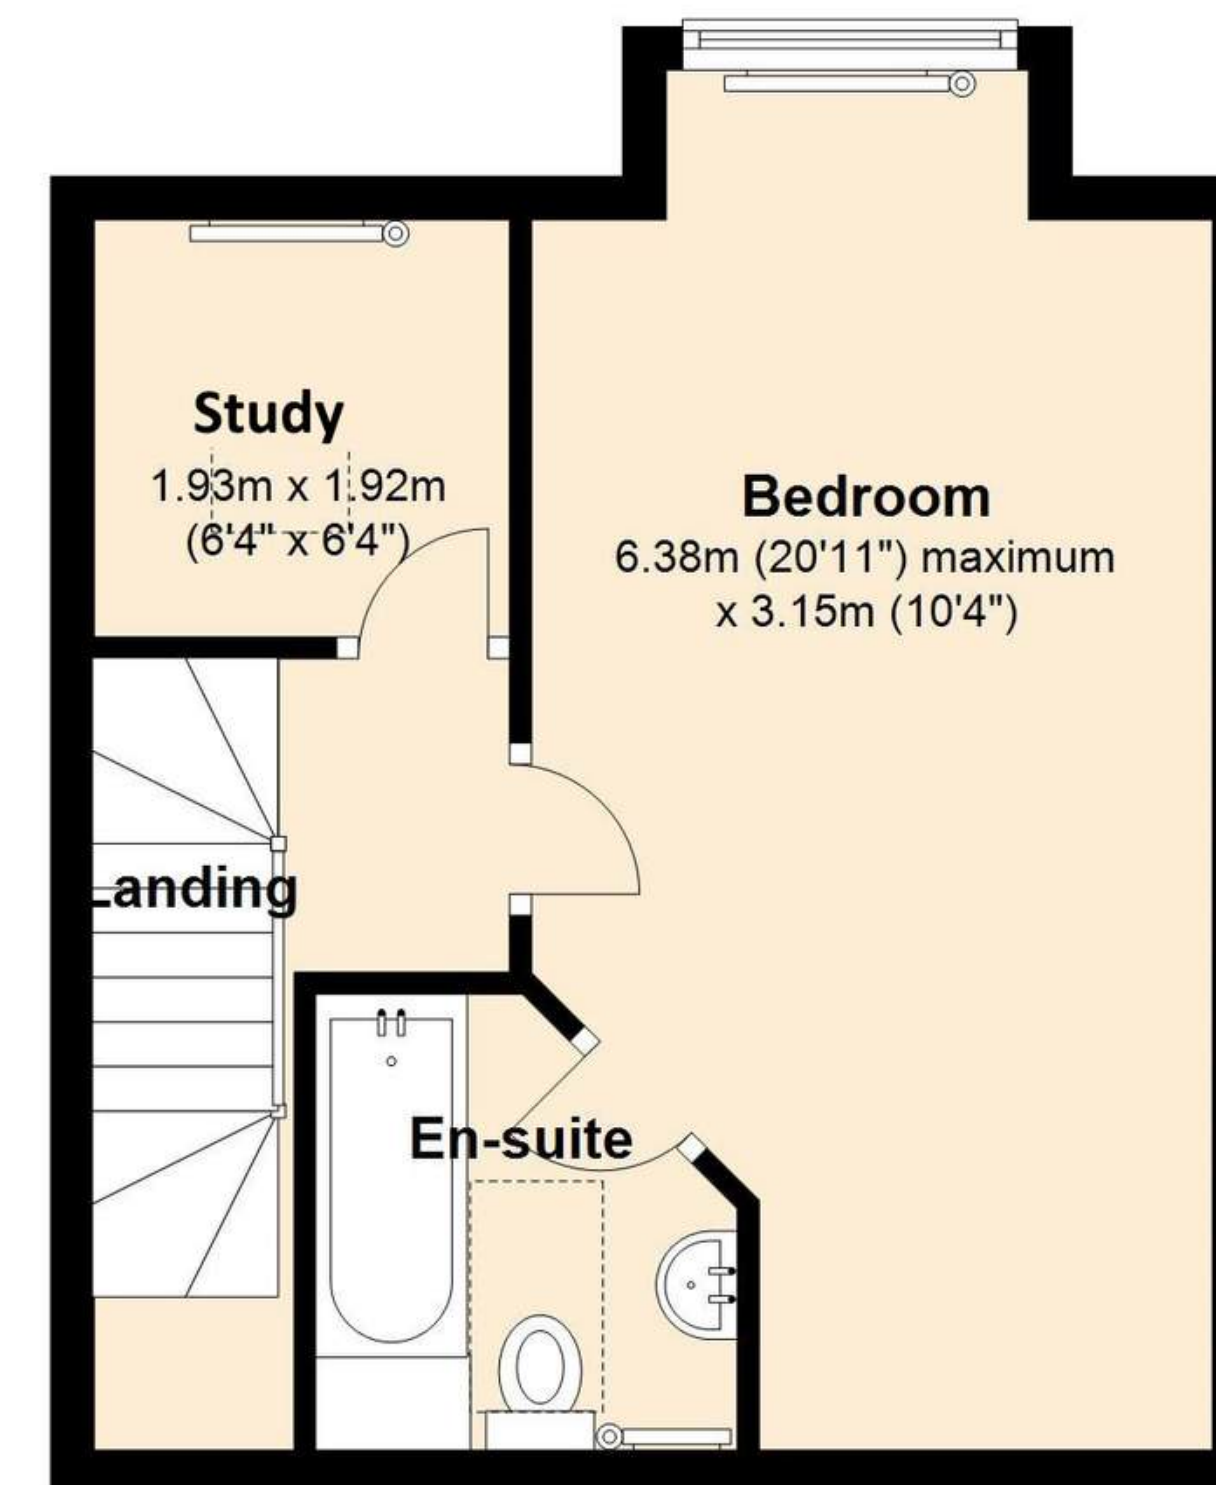 Study
1.93m x 1.92m
(6'4" x 6'4")
Bedroom
6.38m (20'11") maximum
x 3.15m (10'4")
Landing
En-suite